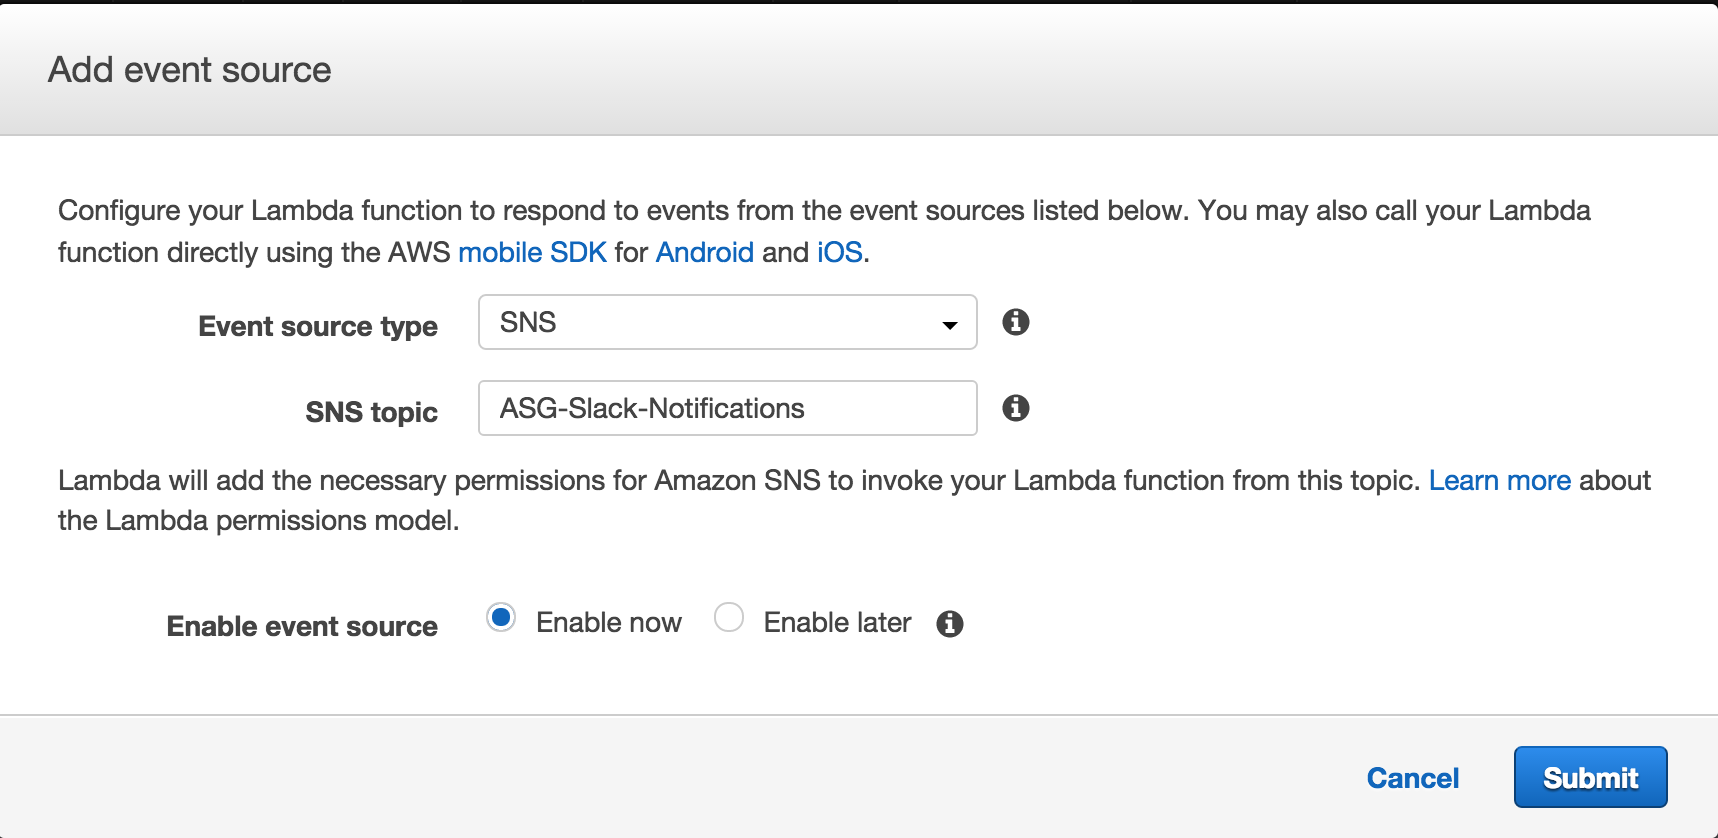 Add event source
Configure your Lambda function to respond to events from the event sources listed below. You may also call your Lambda
function directly using the AWS mobile SDK for Android and iOS.
Event source type SNS
SNS topic ASG-Slack-Notifications
Lambda will add the necessary permissions for Amazon SNS to invoke your Lambda function from this topic. Learn more about
the Lambda permissions model.
Enable event source Enable now Enable later
Cancel Submit